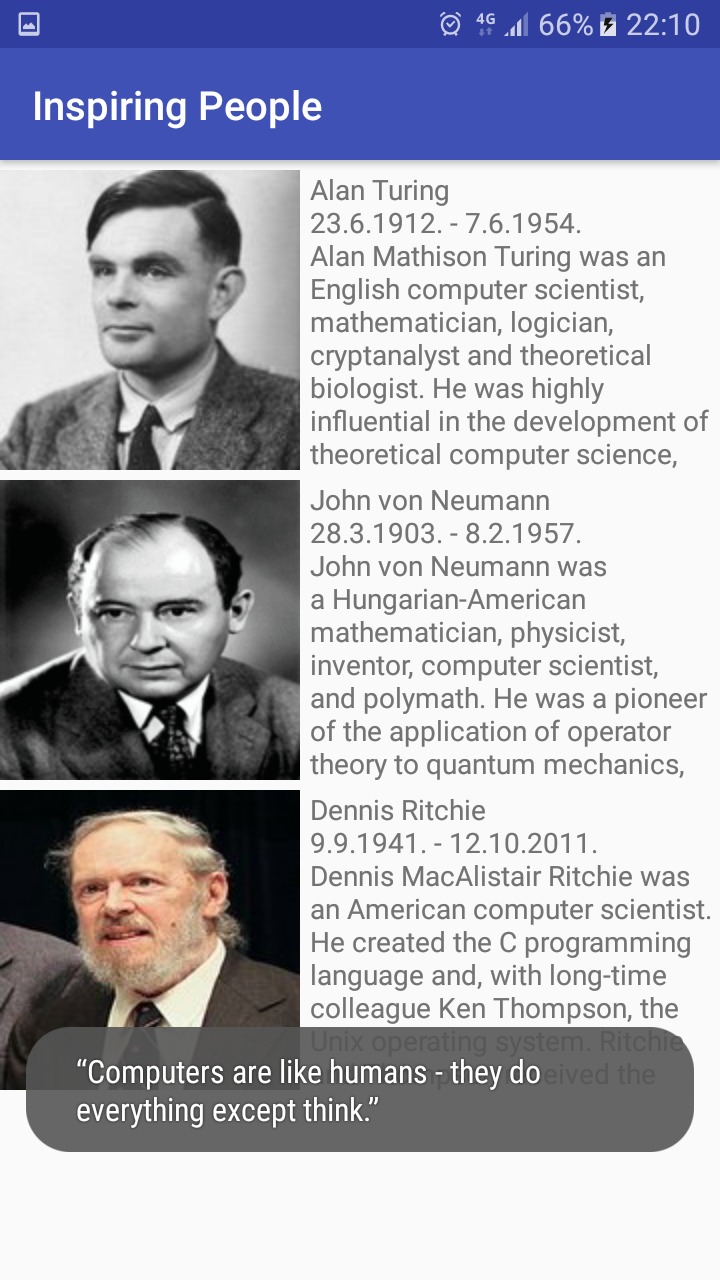 4G 66% 22:10
Inspiring People
Alan Turing
23.6.1912. - 7.6.1954.
Alan Mathison Turing was an
English computer scientist,
mathematician, logician,
cryptanalyst and theoretical
biologist. He was highly
influential in the development of
theoretical computer science,
John von Neumann
28.3.1903. - 8.2.1957.
John von Neumann was
a Hungarian-American
mathematician, physicist,
inventor, computer scientist,
and polymath. He was a pioneer
of the application of operator
theory to quantum mechanics,
Dennis Ritchie
9.9.1941. - 12.10.2011.
Dennis MacAlistair Ritchie was
an American computer scientist.
He created the C programming
language and, with long-time
colleague Ken Thompson, the
Unix operating system. Ritchie
the
“Computers are like humans - they do
everything except think.”